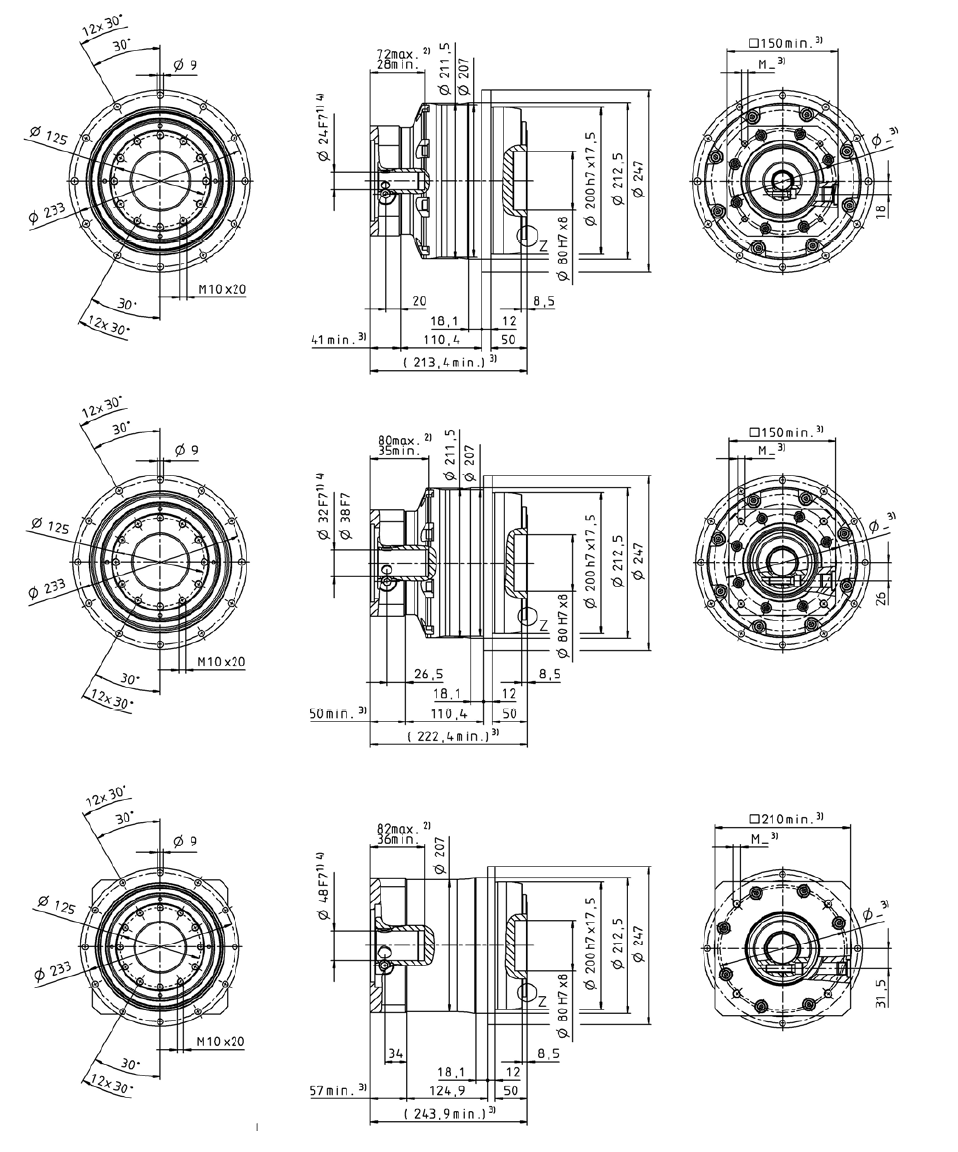 12x30°
30°
Ø 9
Ø 125
Ø 233
M10x20
30°
12x30°
72max. 2)
28min.
Ø 211,5
Ø 207
Ø 24F7 1) 4)
Ø 200h7x17,5
Ø 212,5
Ø 247
Z
Ø 80H7x8
20
8,5
18,1
12
41min. 3)
110,4
50
(213,4min.) 3)
□150min. 3)
M_ 3)
Ø_ 3)
18
12x30°
30°
Ø 9
Ø 125
Ø 233
M10x20
30°
12x30°
80max. 2)
35min.
Ø 211,5
Ø 207
Ø 32F7 1) 4)
Ø 38F7
Ø 200h7x17,5
Ø 212,5
Ø 247
Z
Ø 80H7x8
26,5
8,5
18,1
12
50min. 3)
110,4
50
(222,4min.) 3)
□150min. 3)
M_ 3)
Ø_ 3)
26
12x30°
30°
Ø 9
Ø 125
Ø 233
M10x20
30°
12x30°
82max. 2)
36min.
Ø 207
Ø 48F7 1) 4)
Ø 200h7x17,5
Ø 212,5
Ø 247
Z
Ø 80H7x8
34
8,5
18,1
12
57min. 3)
124,9
50
(243,9min.) 3)
□210min. 3)
M_ 3)
Ø_ 3)
31,5